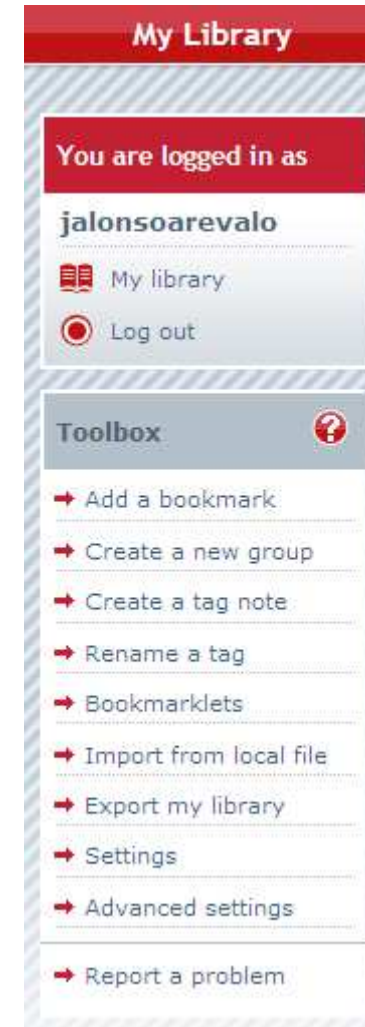 My Library
You are logged in as
jalonsoarevalo
My library
Log out
Toolbox
?
Add a bookmark
Create a new group
Create a tag note
Rename a tag
Bookmarklets
Import from local file
Export my library
Settings
Advanced settings
Report a problem